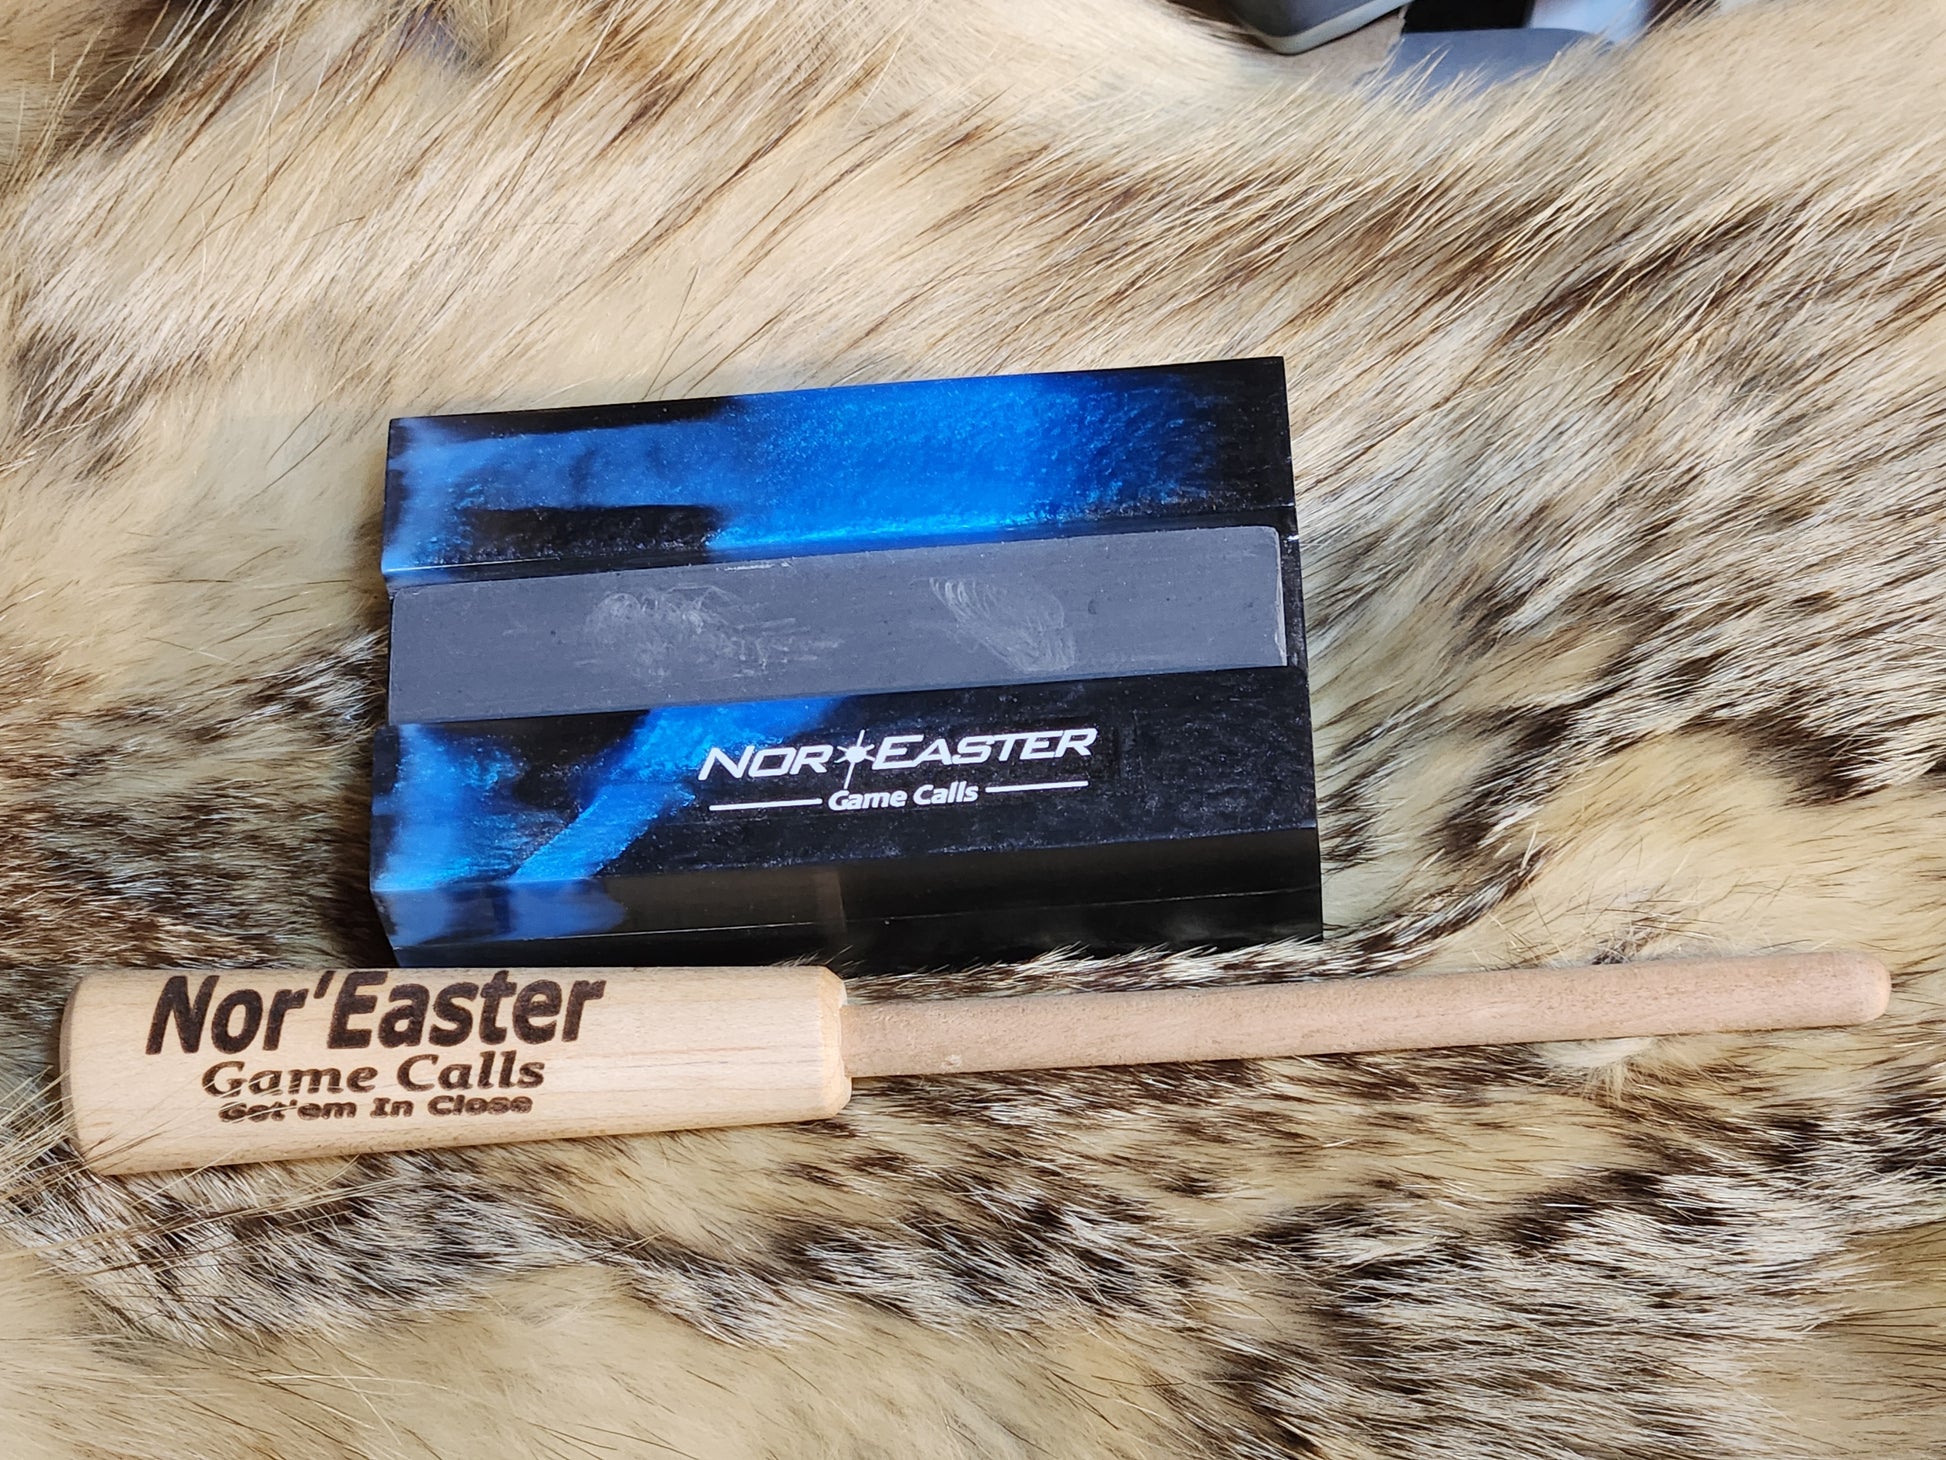 NOR EASTER
Game Calls
Nor'Easter
Game Calls
Get'em In Close